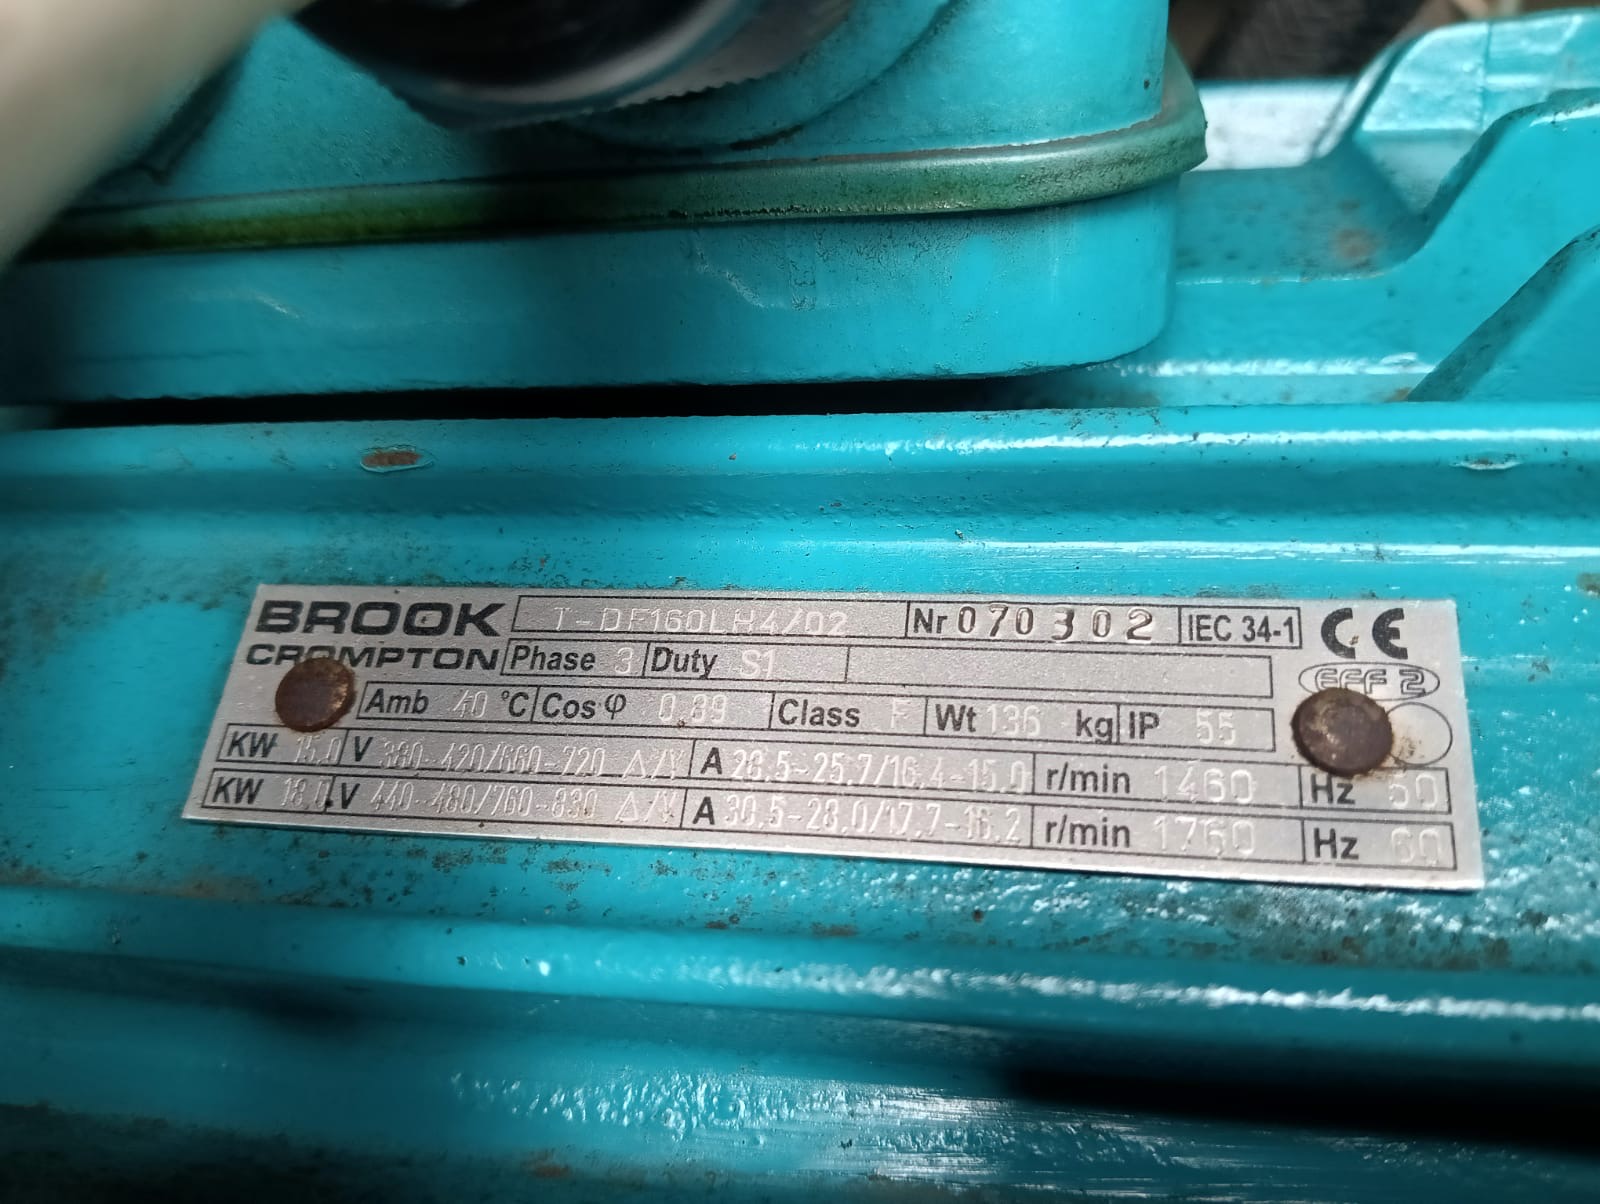 BROOK T-DF160LH4/02 Nr 070302 IEC 34-1 CE
CROMPTON Phase 3 Duty S1 EFF 2
Amb 40 °C Cos φ 0.89 Class F Wt 136 kg IP 55
KW 15.0 V 380-420/660-720 Δ/Y A 28.5-25.7/16.4-15.0 r/min 1460 Hz 50
KW 18.0 V 440-480/760-830 Δ/Y A 30.5-28.0/17.7-16.2 r/min 1760 Hz 60